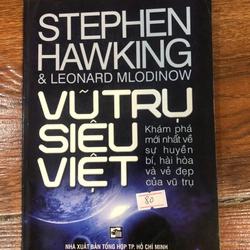 STEPHEN
HAWKING
& LEONARD MLODINOW
VŨ TRỤ
SIÊU
VIỆT
Khám phá
mới nhất về
sự huyền
bí, hài hòa
và vẻ đẹp
của vũ trụ
80
NHÀ XUẤT BẢN TỔNG HỢP TP. HỒ CHÍ MINH